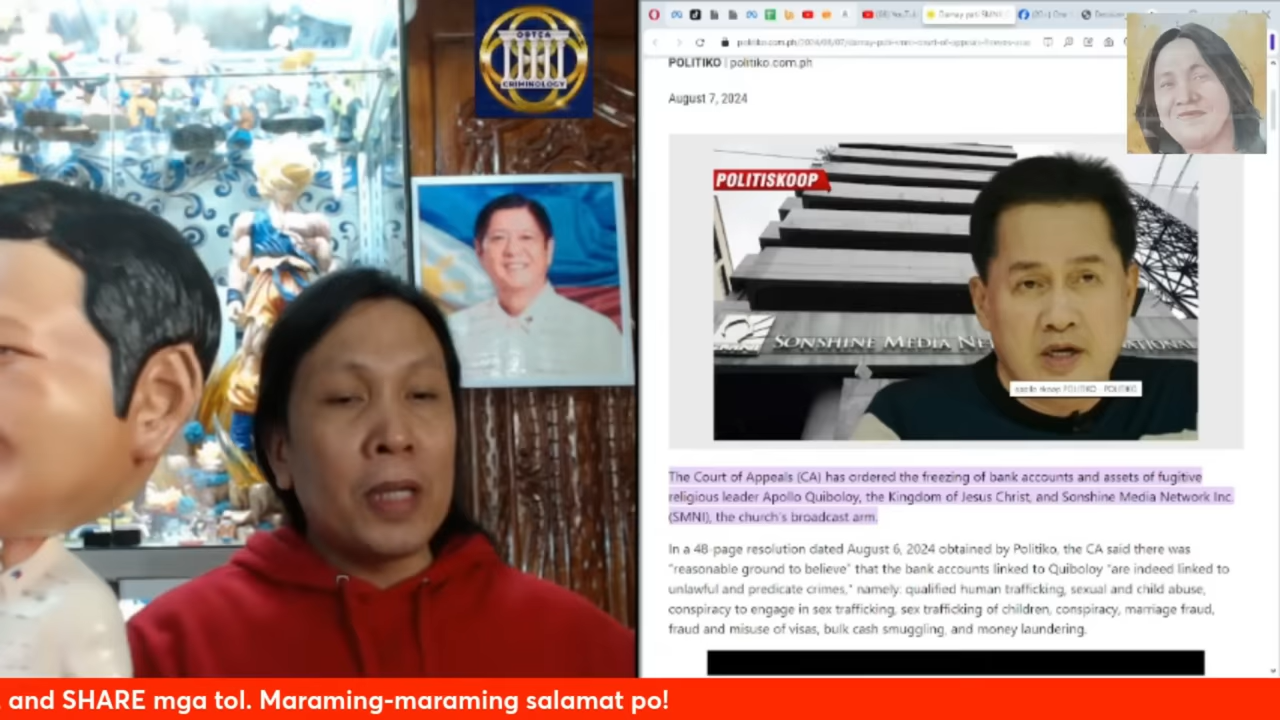 OSTCA
CRIMINOLOGY
POLITIKO | politiko.com.ph
August 7, 2024
POLITISKOOP
SONSHINE MEDIA NE
The Court of Appeals (CA) has ordered the freezing of bank accounts and assets of fugitive
religious leader Apollo Quiboloy, the Kingdom of Jesus Christ, and Sonshine Media Network Inc.
(SMNI), the church's broadcast arm.
In a 48-page resolution dated August 6, 2024 obtained by Politiko, the CA said there was
"reasonable ground to believe" that the bank accounts linked to Quiboloy "are indeed linked to
unlawful and predicate crimes," namely: qualified human trafficking, sexual and child abuse,
conspiracy to engage in sex trafficking, sex trafficking of children, conspiracy, marriage fraud,
fraud and misuse of visas, bulk cash smuggling, and money laundering.
and SHARE mga tol. Maraming-maraming salamat po!